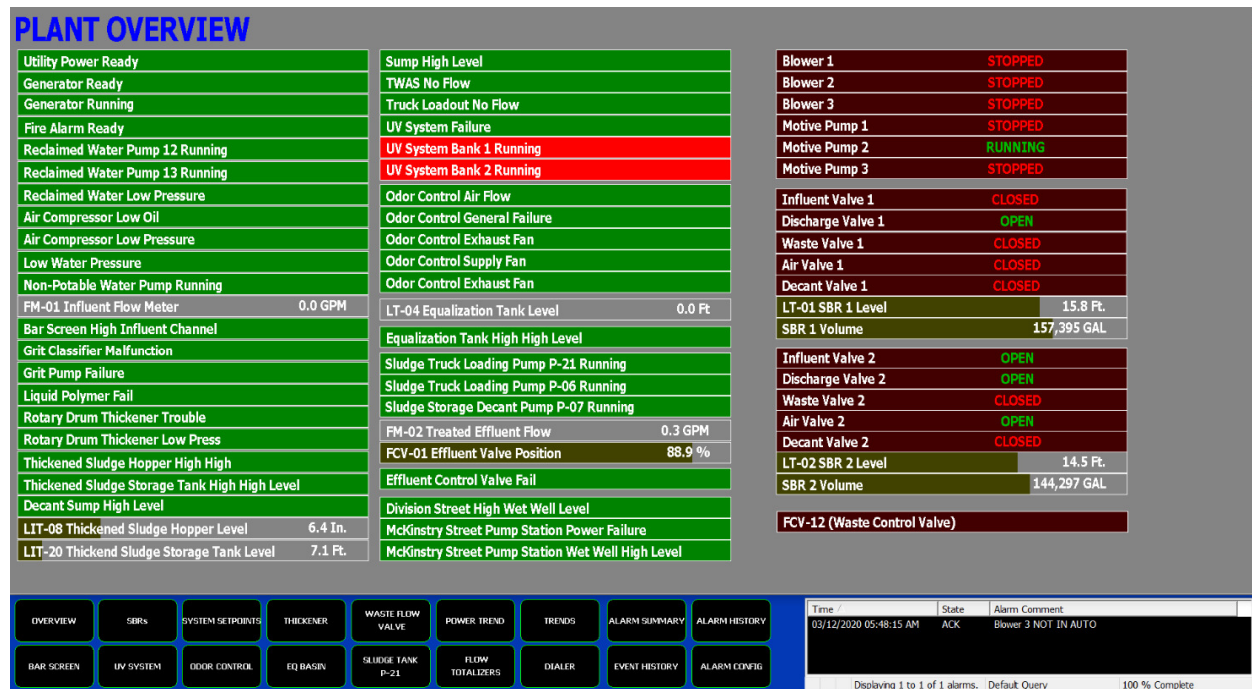 PLANT OVERVIEW
Utility Power Ready
Generator Ready
Generator Running
Fire Alarm Ready
Reclaimed Water Pump 12 Running
Reclaimed Water Pump 13 Running
Reclaimed Water Low Pressure
Air Compressor Low Oil
Air Compressor Low Pressure
Low Water Pressure
Non-Potable Water Pump Running
FM-01 Influent Flow Meter 0.0 GPM
Bar Screen High Influent Channel
Grit Classifier Malfunction
Grit Pump Failure
Liquid Polymer Fail
Rotary Drum Thickener Trouble
Rotary Drum Thickener Low Press
Thickened Sludge Hopper High High
Thickened Sludge Storage Tank High High Level
Decant Sump High Level
LIT-08 Thickened Sludge Hopper Level 6.4 In.
LIT-20 Thickend Sludge Storage Tank Level 7.1 Ft.
Sump High Level
TWAS No Flow
Truck Loadout No Flow
UV System Failure
UV System Bank 1 Running
UV System Bank 2 Running
Odor Control Air Flow
Odor Control General Failure
Odor Control Exhaust Fan
Odor Control Supply Fan
Odor Control Exhaust Fan
LT-04 Equalization Tank Level 0.0 Ft
Equalization Tank High High Level
Sludge Truck Loading Pump P-21 Running
Sludge Truck Loading Pump P-06 Running
Sludge Storage Decant Pump P-07 Running
FM-02 Treated Effluent Flow 0.3 GPM
FCV-01 Effluent Valve Position 88.9 %
Effluent Control Valve Fail
Division Street High Wet Well Level
McKinstry Street Pump Station Power Failure
McKinstry Street Pump Station Wet Well High Level
Blower 1 STOPPED
Blower 2 STOPPED
Blower 3 STOPPED
Motive Pump 1 STOPPED
Motive Pump 2 RUNNING
Motive Pump 3 STOPPED
Influent Valve 1 CLOSED
Discharge Valve 1 OPEN
Waste Valve 1 CLOSED
Air Valve 1 CLOSED
Decant Valve 1 CLOSED
LT-01 SBR 1 Level 15.8 Ft.
SBR 1 Volume 157,395 GAL
Influent Valve 2 OPEN
Discharge Valve 2 OPEN
Waste Valve 2 CLOSED
Air Valve 2 OPEN
Decant Valve 2 CLOSED
LT-02 SBR 2 Level 14.5 Ft.
SBR 2 Volume 144,297 GAL
FCV-12 (Waste Control Valve)
OVERVIEW
SBRs
SYSTEM SETPOINTS
THICKENER
WASTE FLOW
VALVE
POWER TREND
TRENDS
ALARM SUMMARY
ALARM HISTORY
BAR SCREEN
UV SYSTEM
ODOR CONTROL
EQ BASIN
SLUDGE TANK
P-21
FLOW
TOTALIZERS
DIALER
EVENT HISTORY
ALARM CONFIG
Time / State Alarm Comment
03/12/2020 05:48:15 AM ACK Blower 3 NOT IN AUTO
Displaying 1 to 1 of 1 alarms. Default Query 100 % Complete